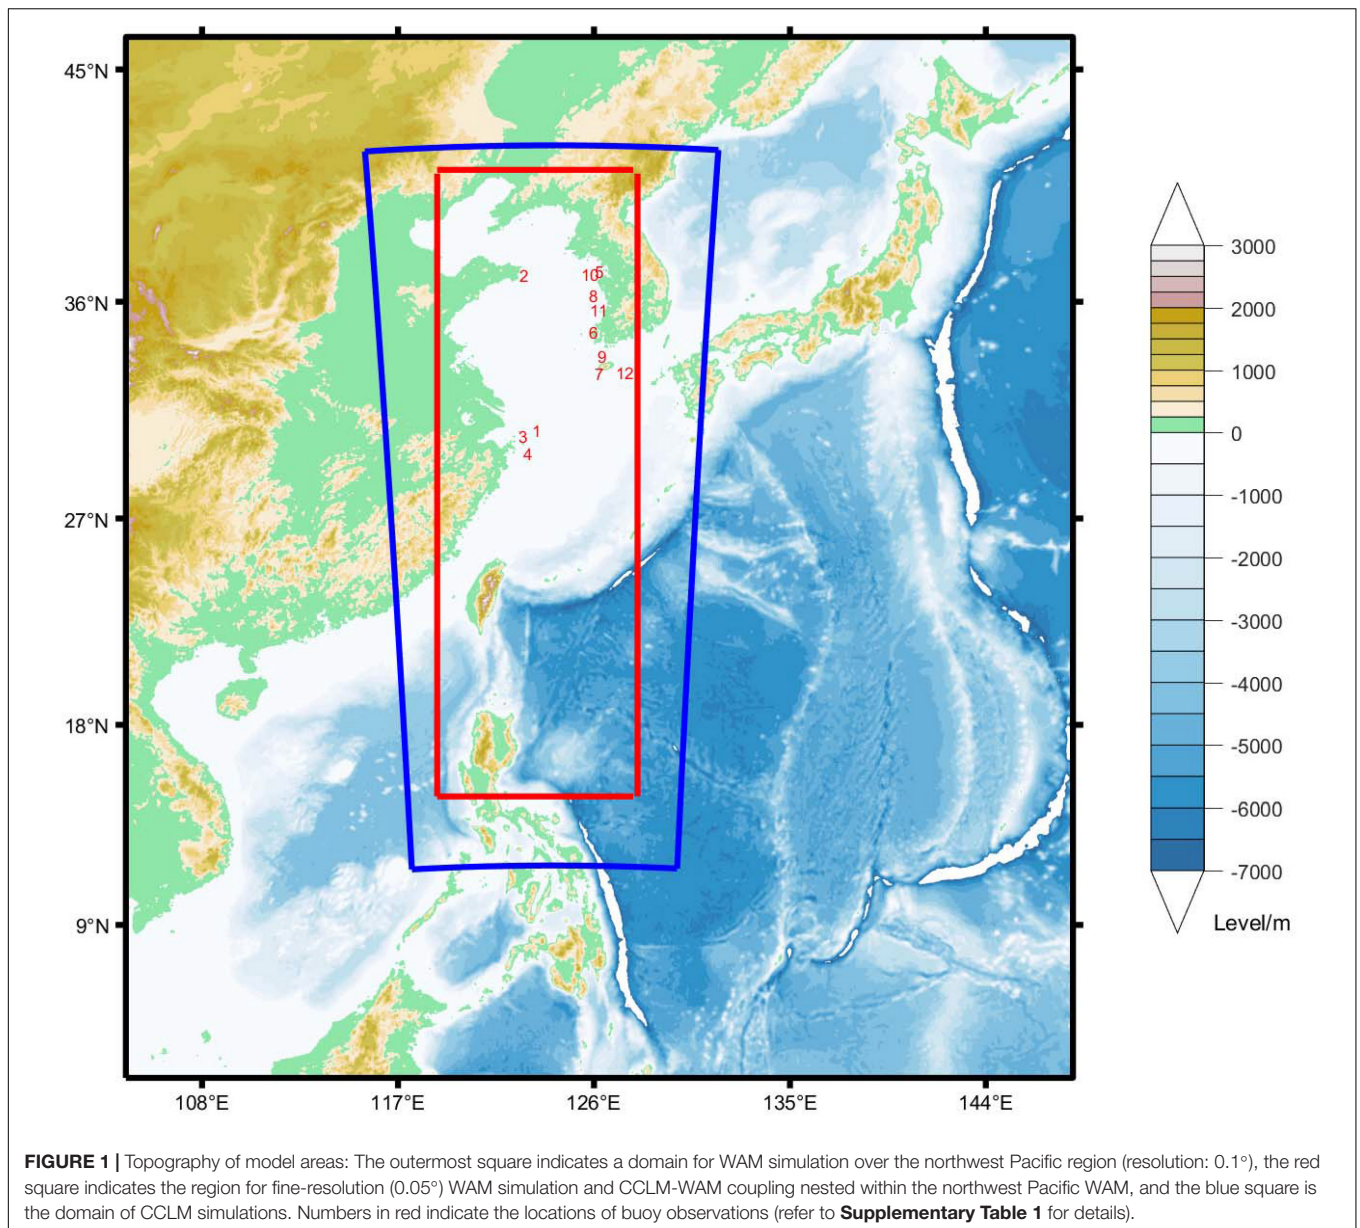 45°N
36°N
27°N
18°N
9°N
108°E
117°E
126°E
135°E
144°E
2
10
5
8
11
6
9
7
12
1
3
4
3000
2000
1000
0
-1000
-2000
-3000
-4000
-5000
-6000
-7000
Level/m
FIGURE 1 | Topography of model areas: The outermost square indicates a domain for WAM simulation over the northwest Pacific region (resolution: 0.1°), the red
square indicates the region for fine-resolution (0.05°) WAM simulation and CCLM-WAM coupling nested within the northwest Pacific WAM, and the blue square is
the domain of CCLM simulations. Numbers in red indicate the locations of buoy observations (refer to Supplementary Table 1 for details).